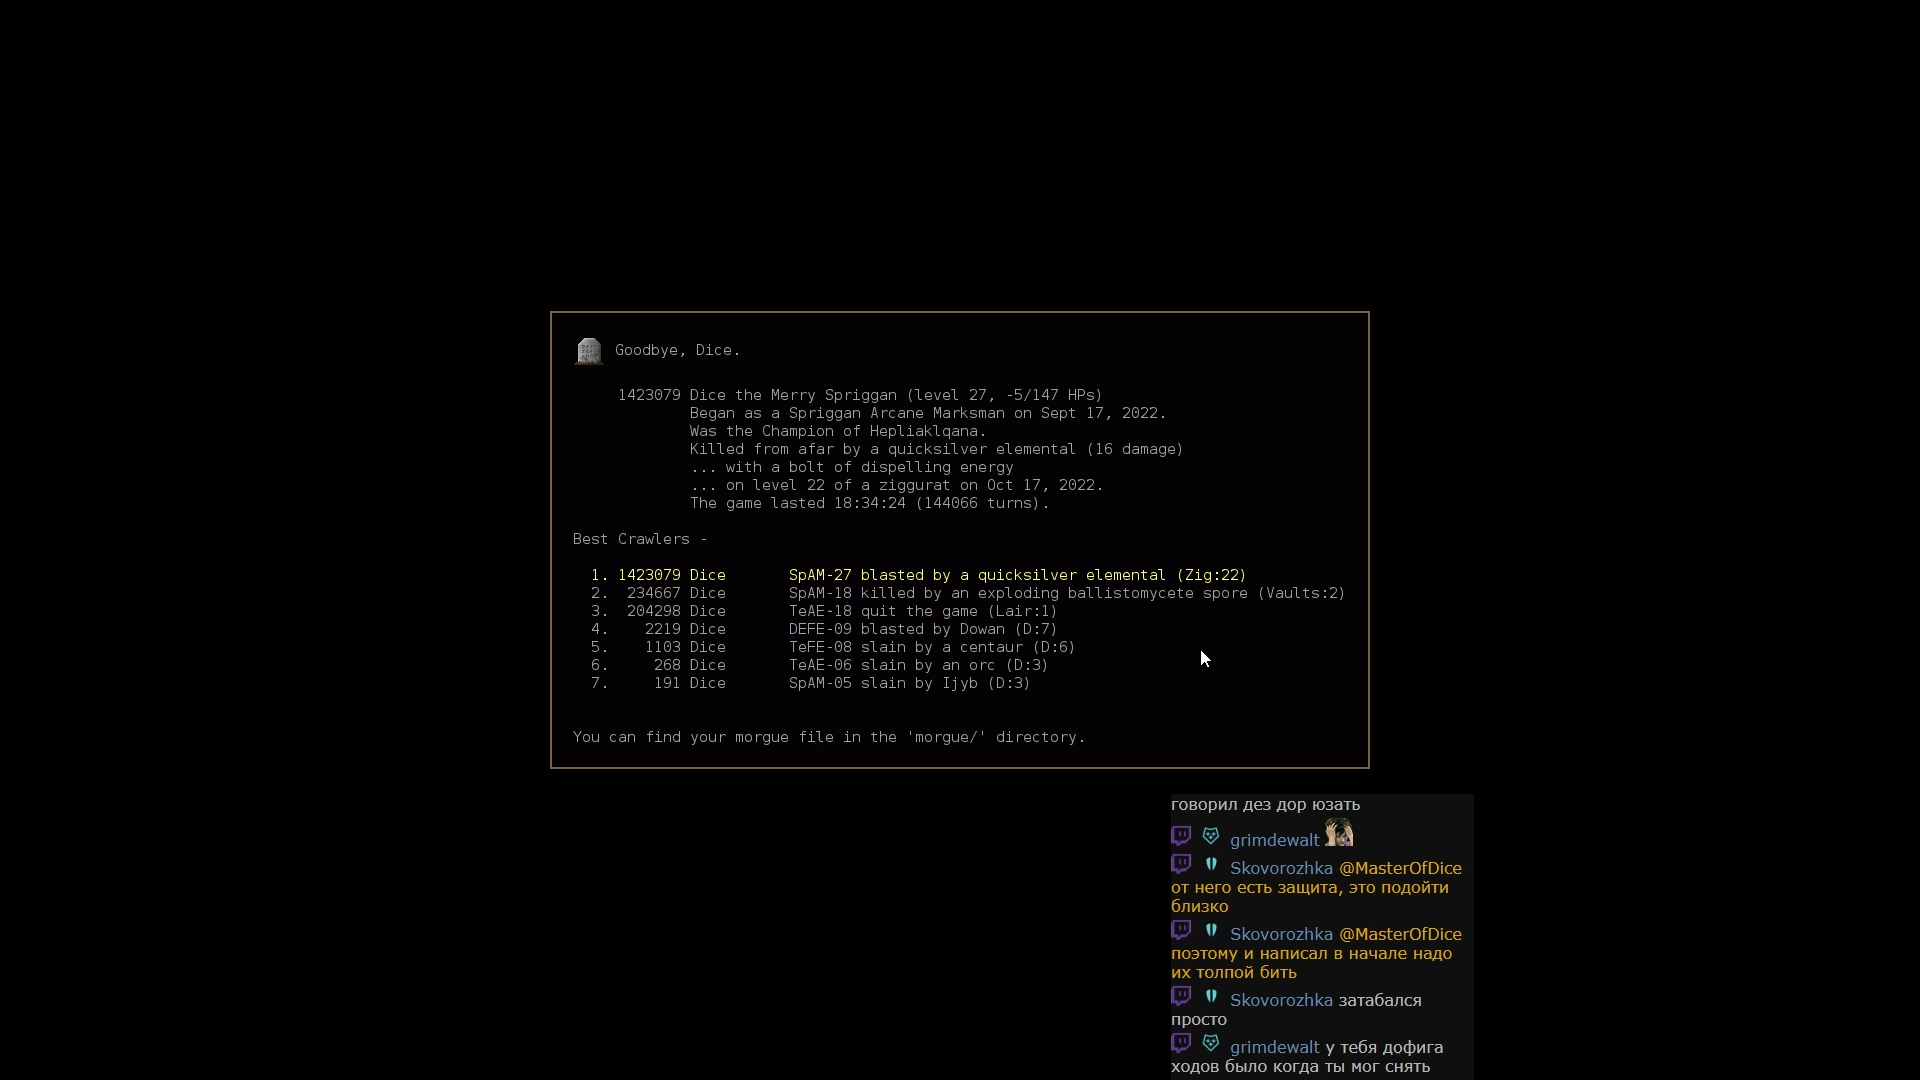 Goodbye, Dice.
1423079 Dice the Merry Spriggan (level 27, -5/147 HPs)
Began as a Spriggan Arcane Marksman on Sept 17, 2022.
Was the Champion of Hepliaklqana.
Killed from afar by a quicksilver elemental (16 damage)
... with a bolt of dispelling energy
... on level 22 of a ziggurat on Oct 17, 2022.
The game lasted 18:34:24 (144066 turns).
Best Crawlers -
1. 1423079 Dice SpAM-27 blasted by a quicksilver elemental (Zig:22)
2. 234667 Dice SpAM-18 killed by an exploding ballistomycete spore (Vaults:2)
3. 204298 Dice TeAE-18 quit the game (Lair:1)
4. 2219 Dice DEFE-09 blasted by Dowan (D:7)
5. 1103 Dice TeFE-08 slain by a centaur (D:6)
6. 268 Dice TeAE-06 slain by an orc (D:3)
7. 191 Dice SpAM-05 slain by Ijyb (D:3)
You can find your morgue file in the 'morgue/' directory.
говорил дез дор юзать
grimdewalt
Skovorozhka @MasterOfDice
от него есть защита, это подойти
близко
Skovorozhka @MasterOfDice
поэтому и написал в начале надо
их толпой бить
Skovorozhka затабался
просто
grimdewalt у тебя дофига
ходов было когда ты мог снять